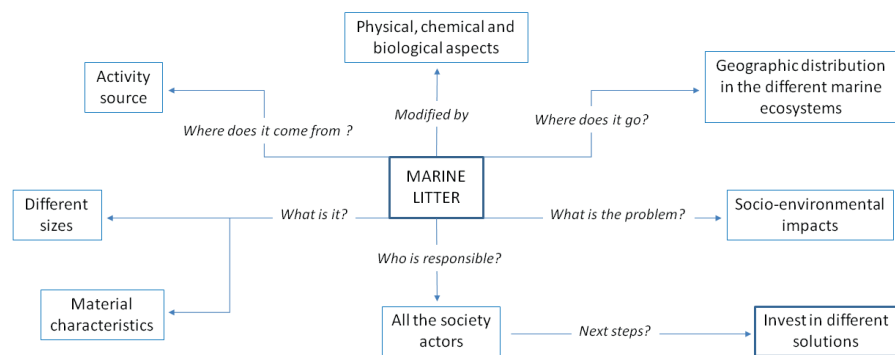 Physical, chemical and
biological aspects
Activity
source
Geographic distribution
in the different marine
ecosystems
Modified by
Where does it come from ?
Where does it go?
MARINE
LITTER
Different
sizes
What is it?
What is the problem?
Socio-environmental
impacts
Who is responsible?
Material
characteristics
All the society
actors
Next steps?
Invest in different
solutions